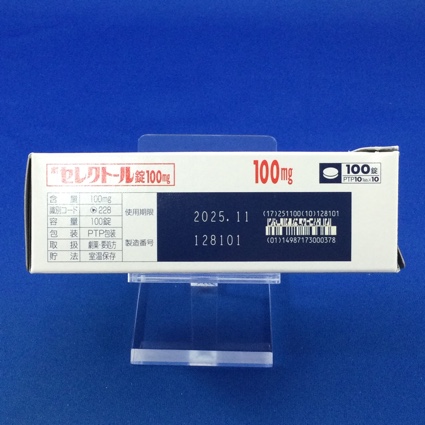 セレクトール錠100mg
100mg
100錠
PTP10錠×10
含量 100mg
識別コード 228
容量 100錠
包装 PTP包装
取扱 劇薬・要処方
貯法 室温保存
使用期限 2025.11
製造番号 128101
(17)251100(10)128101
(01)14987173000378